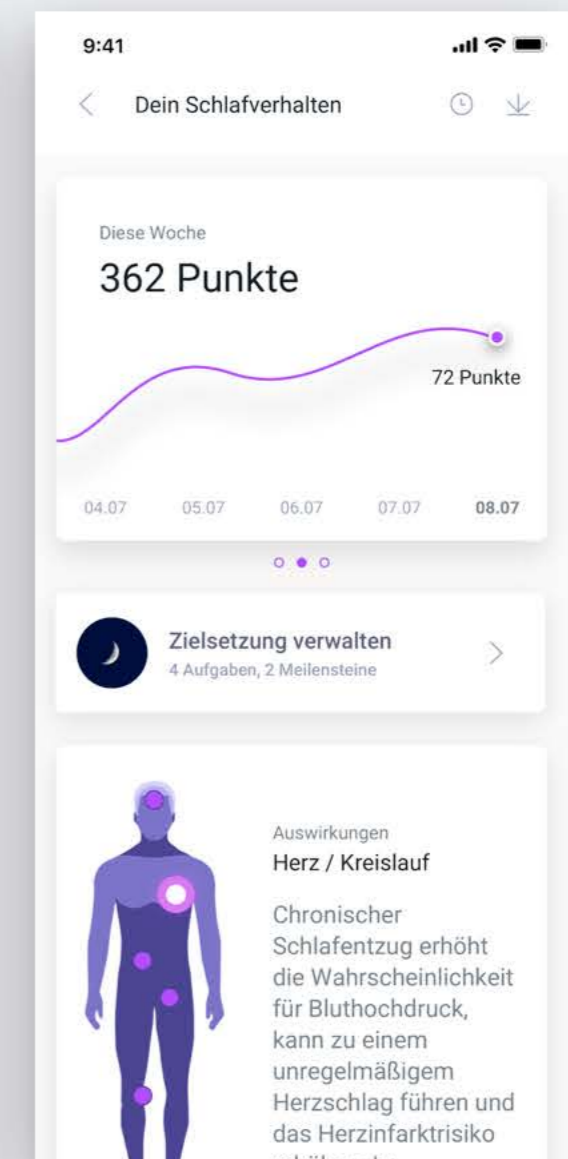 9:41
Dein Schlafverhalten
Diese Woche
362 Punkte
72 Punkte
04.07 05.07 06.07 07.07 08.07
Zielsetzung verwalten
4 Aufgaben, 2 Meilensteine
Auswirkungen
Herz / Kreislauf
Chronischer
Schlafentzug erhöht
die Wahrscheinlichkeit
für Bluthochdruck,
kann zu einem
unregelmäßigem
Herzschlag führen und
das Herzinfarktrisiko